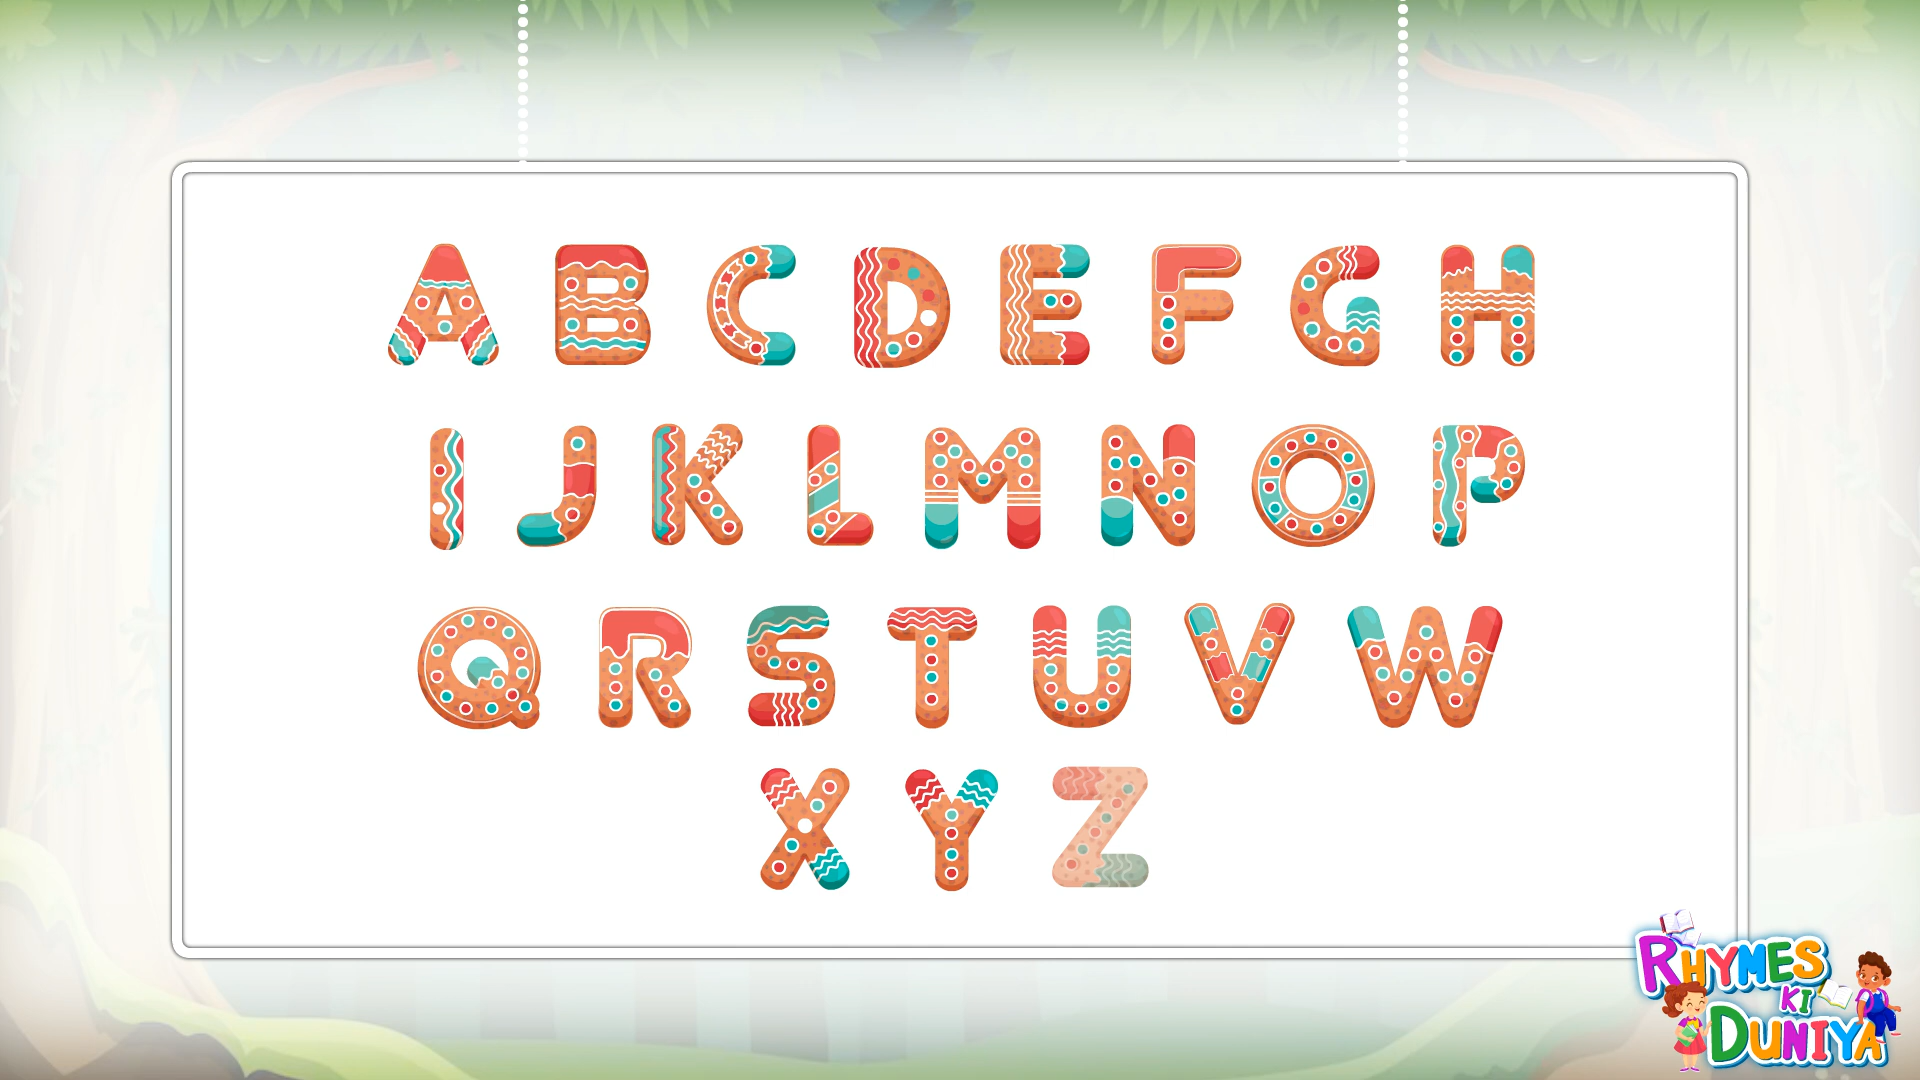 A B C D E F G H
I J K L M N O P
Q R S T U V W
X Y Z
RHYMES
KI
DUNIYA